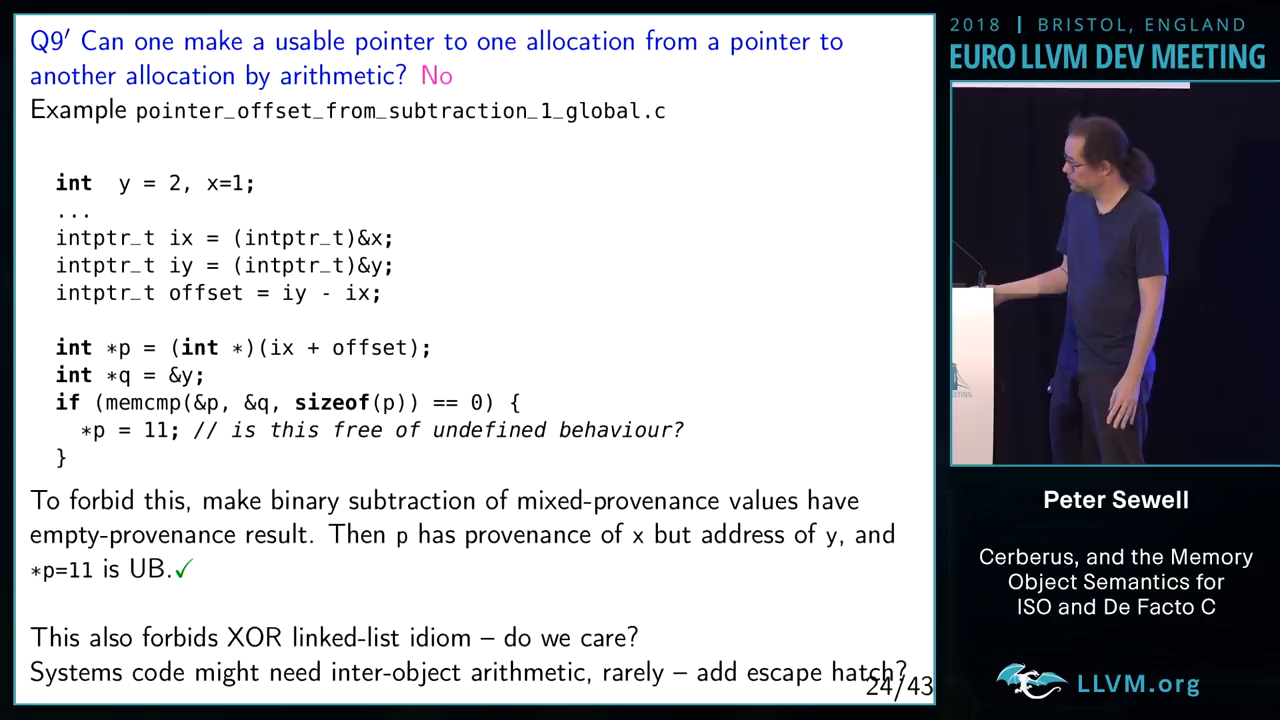 Q9′ Can one make a usable pointer to one allocation from a pointer to
another allocation by arithmetic? No
Example pointer_offset_from_subtraction_1_global.c
int  y = 2, x=1;
...
intptr_t ix = (intptr_t)&x;
intptr_t iy = (intptr_t)&y;
intptr_t offset = iy - ix;
int *p = (int *)(ix + offset);
int *q = &y;
if (memcmp(&p, &q, sizeof(p)) == 0) {
  *p = 11; // is this free of undefined behaviour?
}
To forbid this, make binary subtraction of mixed-provenance values have
empty-provenance result. Then p has provenance of x but address of y, and
*p=11 is UB.✓
This also forbids XOR linked-list idiom – do we care?
Systems code might need inter-object arithmetic, rarely – add escape hatch?
24/43
2018 | BRISTOL, ENGLAND
EURO LLVM DEV MEETING
Peter Sewell
Cerberus, and the Memory
Object Semantics for
ISO and De Facto C
LLVM.org